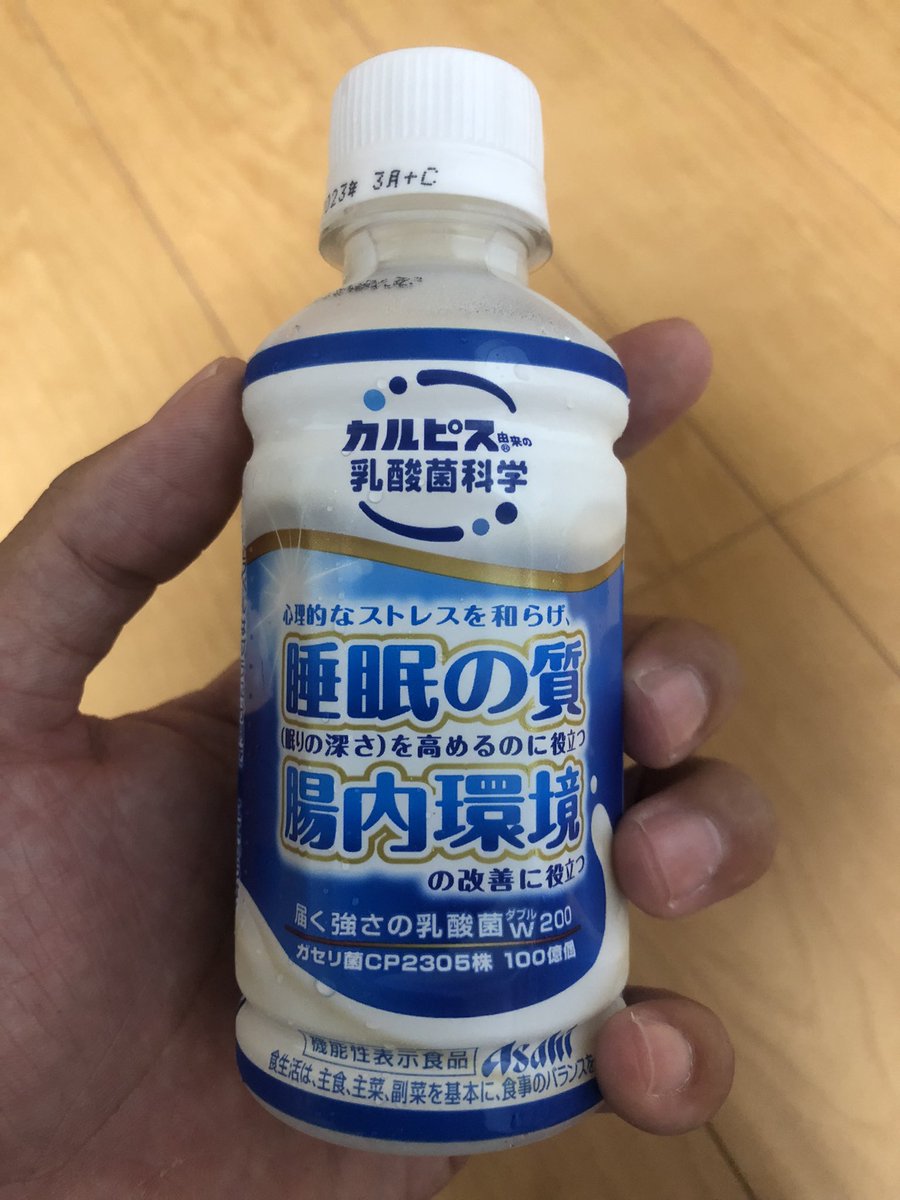 023年 3月+C
カルピス®由来の
乳酸菌科学
心理的なストレスを和らげ、
睡眠の質
(眠りの深さ)を高めるのに役立つ
腸内環境
の改善に役立つ
届く強さの乳酸菌W200
ダブル
ガセリ菌CP2305株 100億個
機能性表示食品 Asahi
食生活は、主食、主菜、副菜を基本に、食事のバランスを